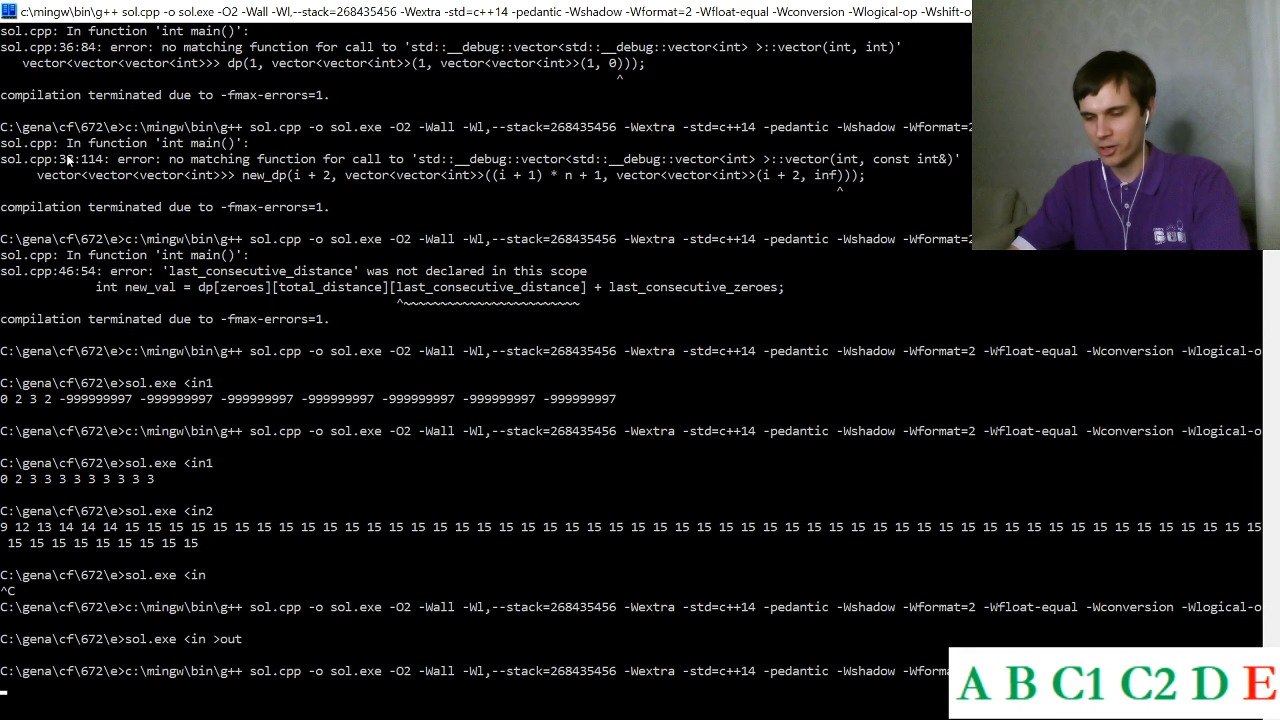 c:\mingw\bin\g++ sol.cpp -o sol.exe -O2 -Wall -Wl,--stack=268435456 -Wextra -std=c++14 -pedantic -Wshadow -Wformat=2 -Wfloat-equal -Wconversion -Wlogical-op -Wshift-o
sol.cpp: In function 'int main()':
sol.cpp:36:84: error: no matching function for call to 'std::__debug::vector<std::__debug::vector<int> >::vector(int, int)'
vector<vector<vector<int>>> dp(1, vector<vector<int>>(1, vector<vector<int>>(1, 0)));
^
compilation terminated due to -fmax-errors=1.
C:\gena\cf\672\e>c:\mingw\bin\g++ sol.cpp -o sol.exe -O2 -Wall -Wl,--stack=268435456 -Wextra -std=c++14 -pedantic -Wshadow -Wformat=2
sol.cpp: In function 'int main()':
sol.cpp:3 :114: error: no matching function for call to 'std::__debug::vector<std::__debug::vector<int> >::vector(int, const int&)'
vector<vector<vector<int>>> new_dp(i + 2, vector<vector<int>>((i + 1) * n + 1, vector<vector<int>>(i + 2, inf)));
^
compilation terminated due to -fmax-errors=1.
C:\gena\cf\672\e>c:\mingw\bin\g++ sol.cpp -o sol.exe -O2 -Wall -Wl,--stack=268435456 -Wextra -std=c++14 -pedantic -Wshadow -Wformat=2
sol.cpp: In function 'int main()':
sol.cpp:46:54: error: 'last_consecutive_distance' was not declared in this scope
int new_val = dp[zeroes][total_distance][last_consecutive_distance] + last_consecutive_zeroes;
^~~~~~~~~~~~~~~~~~~~~~~~~
compilation terminated due to -fmax-errors=1.
C:\gena\cf\672\e>c:\mingw\bin\g++ sol.cpp -o sol.exe -O2 -Wall -Wl,--stack=268435456 -Wextra -std=c++14 -pedantic -Wshadow -Wformat=2 -Wfloat-equal -Wconversion -Wlogical-o
C:\gena\cf\672\e>sol.exe <in1
0 2 3 2 -999999997 -999999997 -999999997 -999999997 -999999997 -999999997 -999999997
C:\gena\cf\672\e>c:\mingw\bin\g++ sol.cpp -o sol.exe -O2 -Wall -Wl,--stack=268435456 -Wextra -std=c++14 -pedantic -Wshadow -Wformat=2 -Wfloat-equal -Wconversion -Wlogical-o
C:\gena\cf\672\e>sol.exe <in1
0 2 3 3 3 3 3 3 3 3 3
C:\gena\cf\672\e>sol.exe <in2
9 12 13 14 14 14 15 15 15 15 15 15 15 15 15 15 15 15 15 15 15 15 15 15 15 15 15 15 15 15 15 15 15 15 15 15 15 15 15 15 15 15 15 15 15 15 15 15 15 15 15 15 15 15 15 15 15 15
15 15 15 15 15 15 15 15 15
C:\gena\cf\672\e>sol.exe <in
^C
C:\gena\cf\672\e>c:\mingw\bin\g++ sol.cpp -o sol.exe -O2 -Wall -Wl,--stack=268435456 -Wextra -std=c++14 -pedantic -Wshadow -Wformat=2 -Wfloat-equal -Wconversion -Wlogical-o
C:\gena\cf\672\e>sol.exe <in >out
C:\gena\cf\672\e>c:\mingw\bin\g++ sol.cpp -o sol.exe -O2 -Wall -Wl,--stack=268435456 -Wextra -std=c++14 -pedantic -Wshadow -Wformat=2 -
A B C1 C2 D E